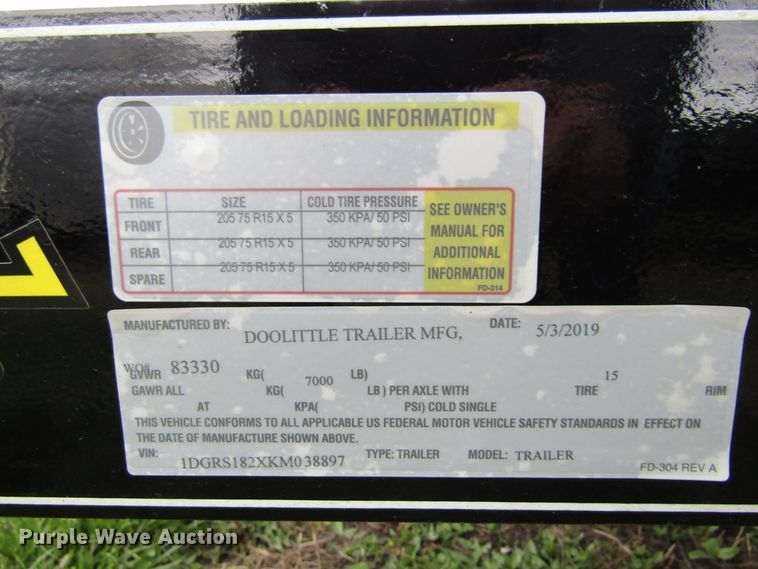 TIRE AND LOADING INFORMATION
TIRE SIZE COLD TIRE PRESSURE
FRONT 205 75 R15 X 5 350 KPA/ 50 PSI
REAR 205 75 R15 X 5 350 KPA/ 50 PSI
SPARE 205 75 R15 X 5 350 KPA/ 50 PSI
SEE OWNER'S
MANUAL FOR
ADDITIONAL
INFORMATION
FD-314
MANUFACTURED BY: DOOLITTLE TRAILER MFG, DATE: 5/3/2019
WO# 83330
GVWR KG( 7000 LB) 15
GAWR ALL KG( LB ) PER AXLE WITH TIRE RIM
AT KPA( PSI) COLD SINGLE
THIS VEHICLE CONFORMS TO ALL APPLICABLE US FEDERAL MOTOR VEHICLE SAFETY STANDARDS IN EFFECT ON
THE DATE OF MANUFACTURE SHOWN ABOVE.
VIN: 1DGRS182XKM038897 TYPE: TRAILER MODEL: TRAILER
FD-304 REV A
Purple Wave Auction